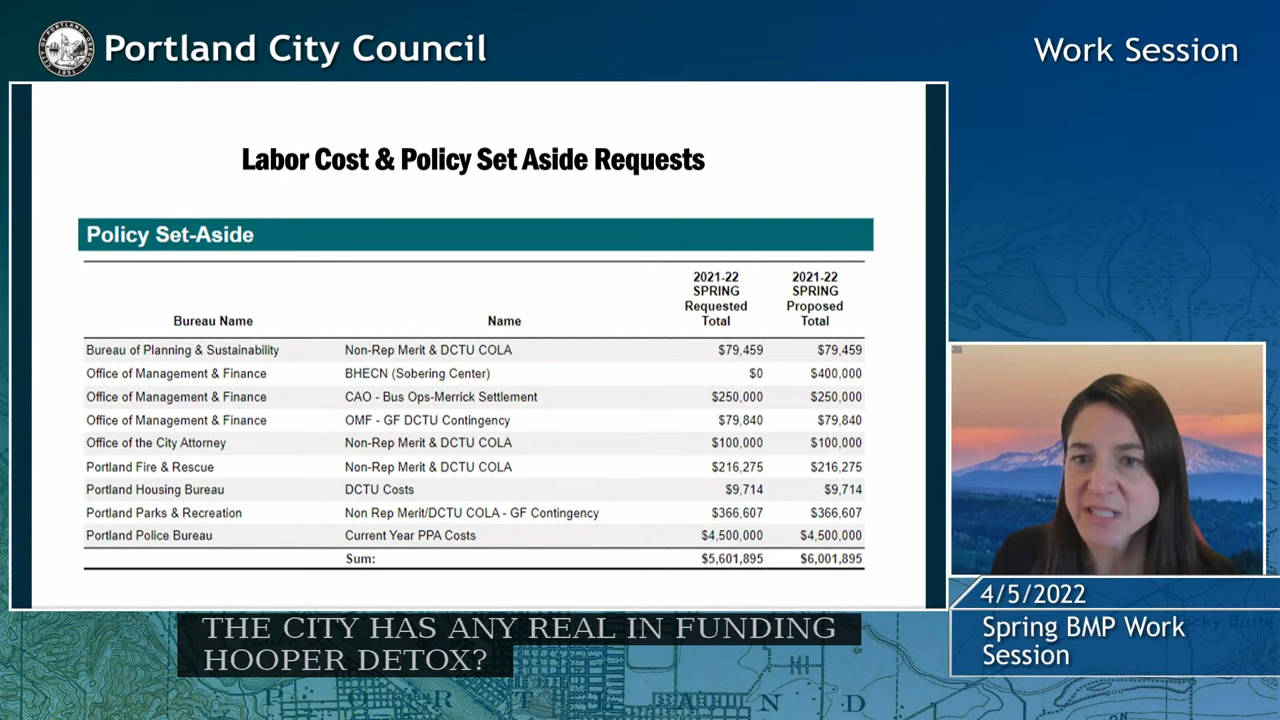 Portland City Council
Work Session
Labor Cost & Policy Set Aside Requests
Policy Set-Aside
Bureau Name Name 2021-22 SPRING Requested Total 2021-22 SPRING Proposed Total
Bureau of Planning & Sustainability Non-Rep Merit & DCTU COLA $79,459 $79,459
Office of Management & Finance BHECN (Sobering Center) $0 $400,000
Office of Management & Finance CAO - Bus Ops-Merrick Settlement $250,000 $250,000
Office of Management & Finance OMF - GF DCTU Contingency $79,840 $79,840
Office of the City Attorney Non-Rep Merit & DCTU COLA $100,000 $100,000
Portland Fire & Rescue Non-Rep Merit & DCTU COLA $216,275 $216,275
Portland Housing Bureau DCTU Costs $9,714 $9,714
Portland Parks & Recreation Non Rep Merit/DCTU COLA - GF Contingency $366,607 $366,607
Portland Police Bureau Current Year PPA Costs $4,500,000 $4,500,000
Sum: $5,601,895 $6,001,895
4/5/2022
Spring BMP Work
Session
THE CITY HAS ANY REAL IN FUNDING
HOOPER DETOX?